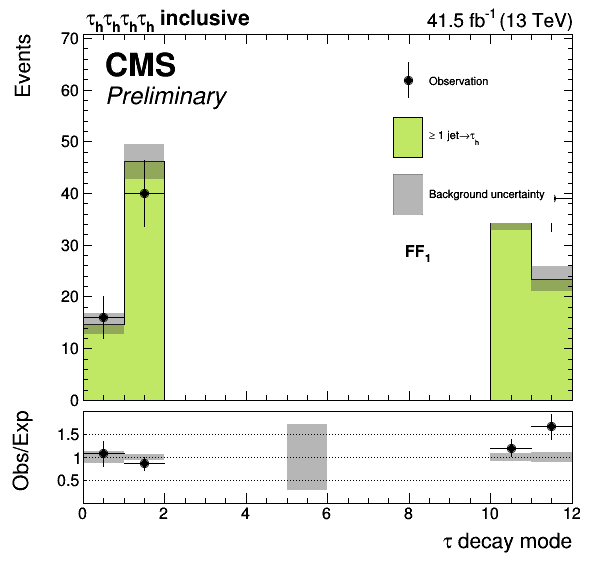 τhτhτhτh inclusive
41.5 fb⁻¹ (13 TeV)
Events
CMS
Preliminary
Observation
≥ 1 jet→τh
Background uncertainty
FF₁
70
60
50
40
30
20
10
0
Obs/Exp
1.5
1
0.5
0 2 4 6 8 10 12
τ decay mode